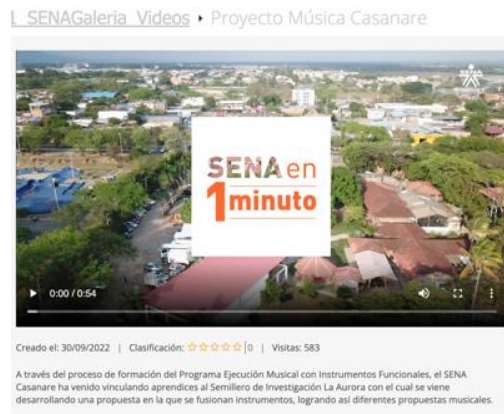 l_SENAGaleria_Videos ▸ Proyecto Música Casanare
SENA en
1 minuto
0:00 / 0:54
Creado el: 30/09/2022 | Clasificación: ☆☆☆☆☆|0 | Visitas: 583
A través del proceso de formación del Programa Ejecución Musical con Instrumentos Funcionales, el SENA
Casanare ha venido vinculando aprendices al Semillero de Investigación La Aurora con el cual se viene
desarrollando una propuesta en la que se fusionan instrumentos, logrando así diferentes propuestas musicales.